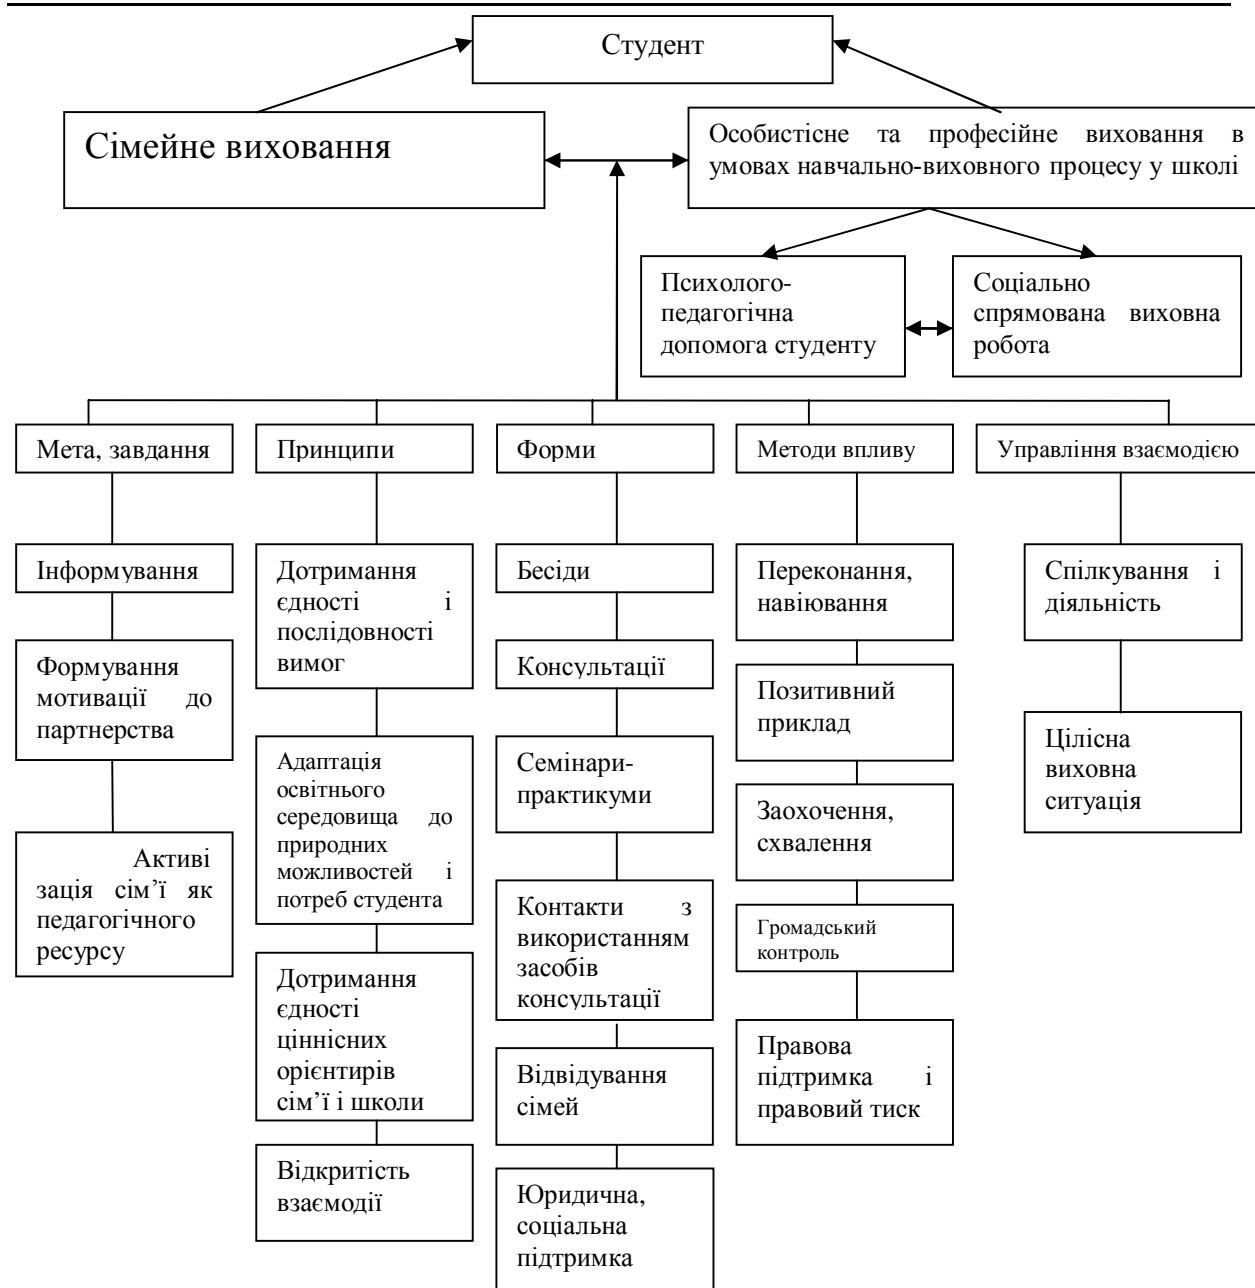 Студент
Сімейне виховання
Особистісне та професійне виховання в
умовах навчально-виховного процесу у школі
Психолого-
педагогічна
допомога студенту
Соціально
спрямована виховна
робота
Мета, завдання
Принципи
Форми
Методи впливу
Управління взаємодією
Інформування
Формування
мотивації до
партнерства
Активі
зація сім’ї як
педагогічного
ресурсу
Дотримання
єдності і
послідовності
вимог
Адаптація
освітнього
середовища до
природних
можливостей і
потреб студента
Дотримання
єдності
ціннісних
орієнтирів
сім’ї і школи
Відкритість
взаємодії
Бесіди
Консультації
Семінари-
практикуми
Контакти з
використанням
засобів
консультації
Відвідування
сімей
Юридична,
соціальна
підтримка
Переконання,
навіювання
Позитивний
приклад
Заохочення,
схвалення
Громадський
контроль
Правова
підтримка і
правовий тиск
Спілкування і
діяльність
Цілісна
виховна
ситуація